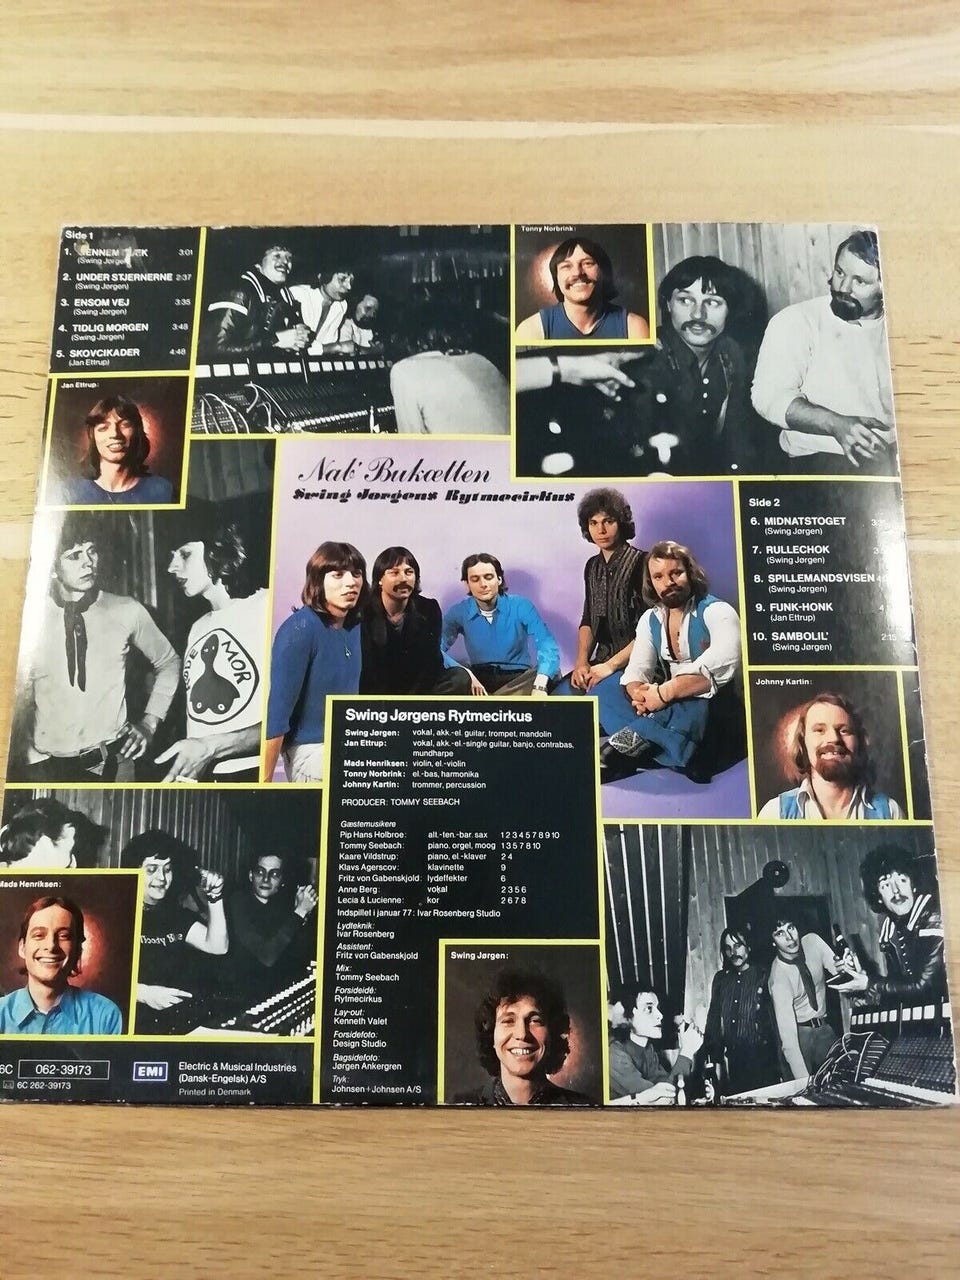 Side 1
1.
3:01
(Swing Jørgen)
2. UNDER STJERNERNE 2:37
(Swing Jørgen)
3. ENSOM VEJ 3:35
(Swing Jørgen)
4. TIDLIG MORGEN 3:48
(Swing Jørgen)
5. SKOVCIKADER 4:48
(Jan Ettrup)
Tonny Norbrink:
Jan Ettrup:
Nab' Bukætten
Swing Jørgens Rytmecirkus
RØDE MOR
Side 2
6. MIDNATSTOGET
(Swing Jørgen)
7. RULLECHOK
(Swing Jørgen)
8. SPILLEMANDSVISEN
(Swing Jørgen)
9. FUNK-HONK
(Jan Ettrup)
10. SAMBOLIL' 2:15
(Swing Jørgen)
Johnny Kartin:
Swing Jørgens Rytmecirkus
Swing Jørgen: vokal, akk.-el. guitar, trompet, mandolin
Jan Ettrup: vokal, akk.-el.-single guitar, banjo, contrabas,
mundharpe
Mads Henriksen: violin, el.-violin
Tonny Norbrink: el.-bas, harmonika
Johnny Kartin: trommer, percussion
PRODUCER: TOMMY SEEBACH
Gæstemusikere
Pip Hans Holbroe: alt.-ten.-bar. sax 1 2 3 4 5 7 8 9 10
Tommy Seebach: piano, orgel, moog 1 3 5 7 8 10
Kaare Vildstrup: piano, el.-klaver 2 4
Klavs Agerscov: klavinette 9
Fritz von Gabenskjold: lydeffekter 6
Anne Berg: vokal 2 3 5 6
Lecia & Lucienne: kor 2 6 7 8
Indspillet i januar 77: Ivar Rosenberg Studio
Lydteknik:
Ivar Rosenberg
Assistent:
Fritz von Gabenskjold
Mix:
Tommy Seebach
Forsideidé:
Rytmecirkus
Lay-out:
Kenneth Valet
Forsidefoto:
Design Studio
Bagsidefoto:
Jørgen Ankergren
Tryk:
Johnsen+Johnsen A/S
Mads Henriksen:
Swing Jørgen:
6C 062-39173
6C 262-39173
EMI
Electric & Musical Industries
(Dansk-Engelsk) A/S
Printed in Denmark